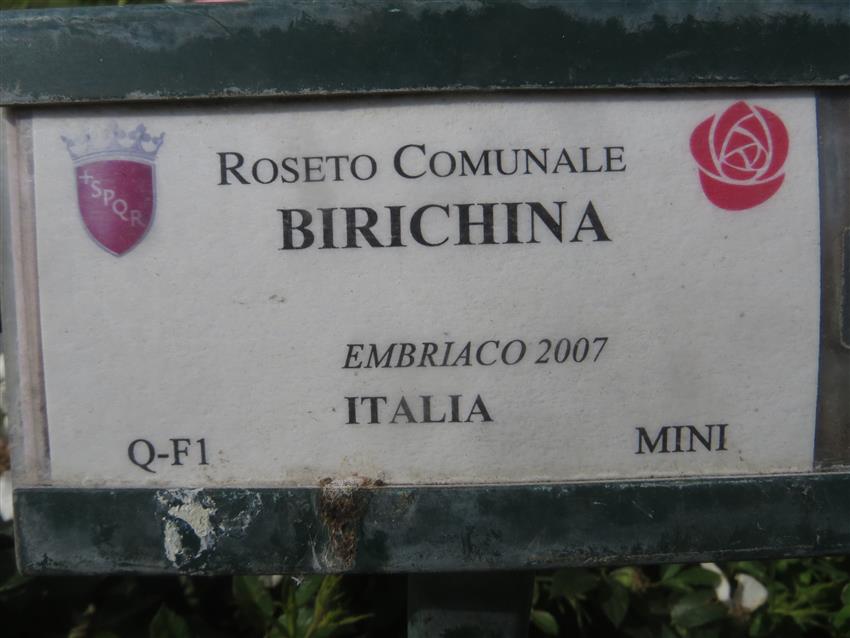 +SPQR
ROSETO COMUNALE
BIRICHINA
EMBRIACO 2007
ITALIA
Q-F1
MINI